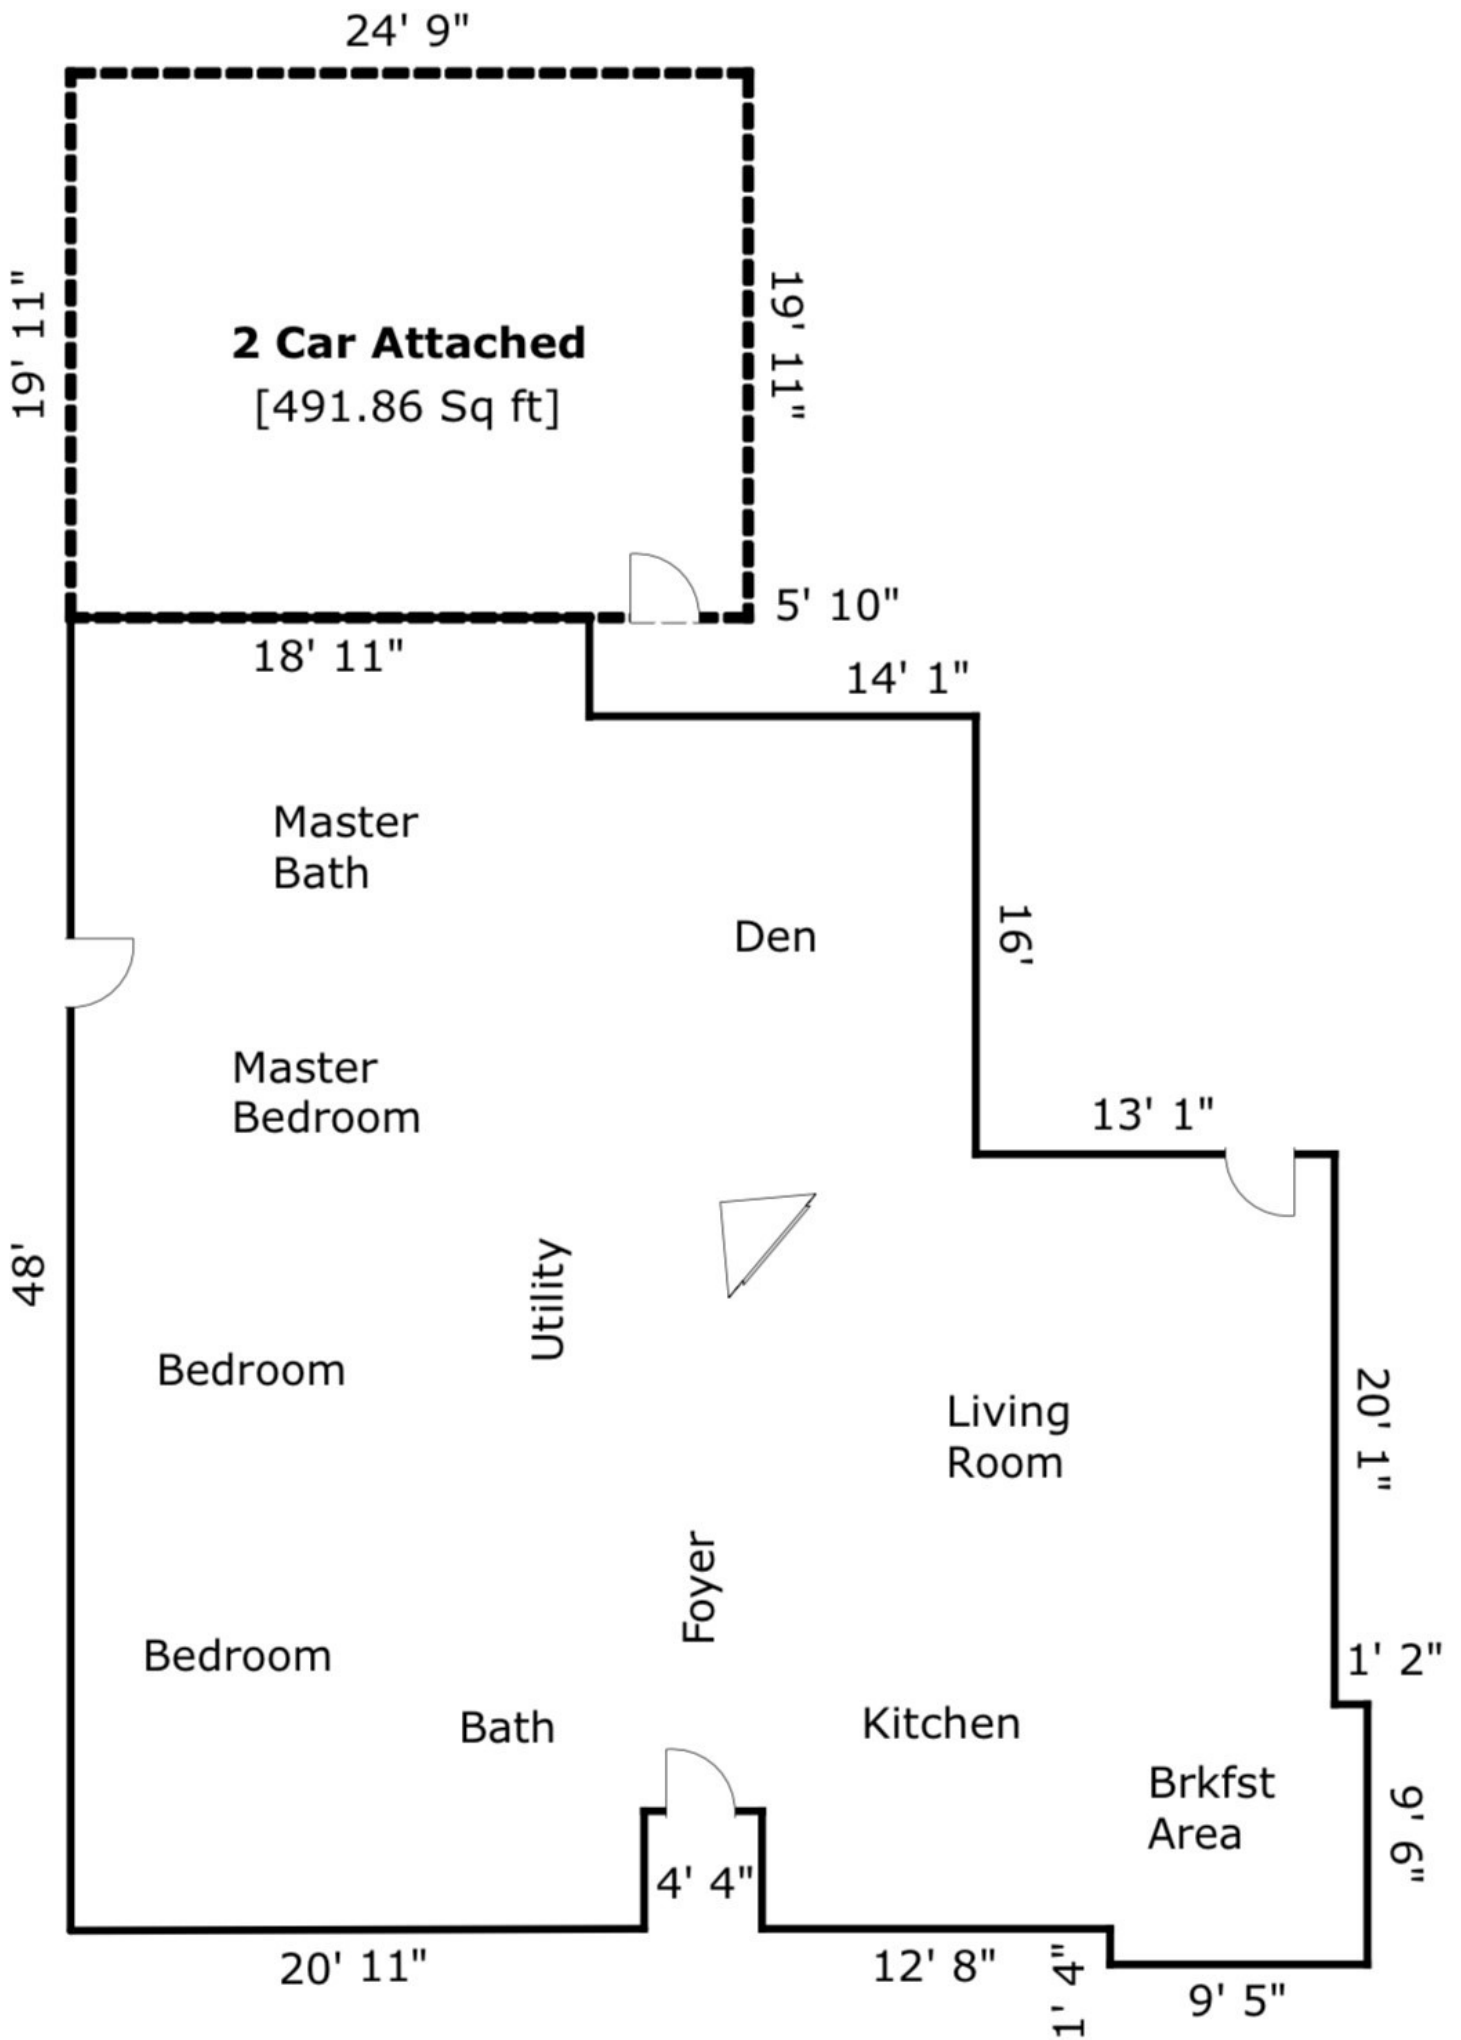 24' 9"
19' 11"
19' 11"
2 Car Attached
[491.86 Sq ft]
5' 10"
18' 11"
14' 1"
Master
Bath
Den
16'
Master
Bedroom
13' 1"
48'
Utility
Bedroom
Living
Room
20' 1"
Foyer
Bedroom
1' 2"
Bath
Kitchen
Brkfst
Area
9' 6"
4' 4"
20' 11"
12' 8"
1' 4"
9' 5"